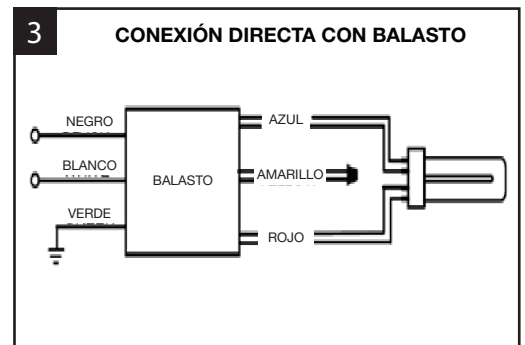 3
CONEXIÓN DIRECTA CON BALASTO
NEGRO
BLANCO
VERDE
BALASTO
AZUL
AMARILLO
ROJO